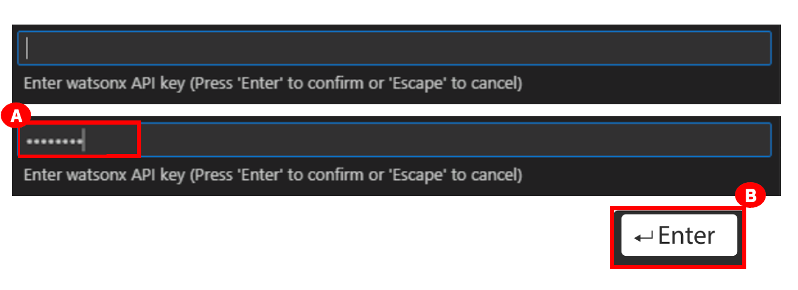 Enter watsonx API key (Press 'Enter' to confirm or 'Escape' to cancel)
A
••••••••
Enter watsonx API key (Press 'Enter' to confirm or 'Escape' to cancel)
B
↵ Enter